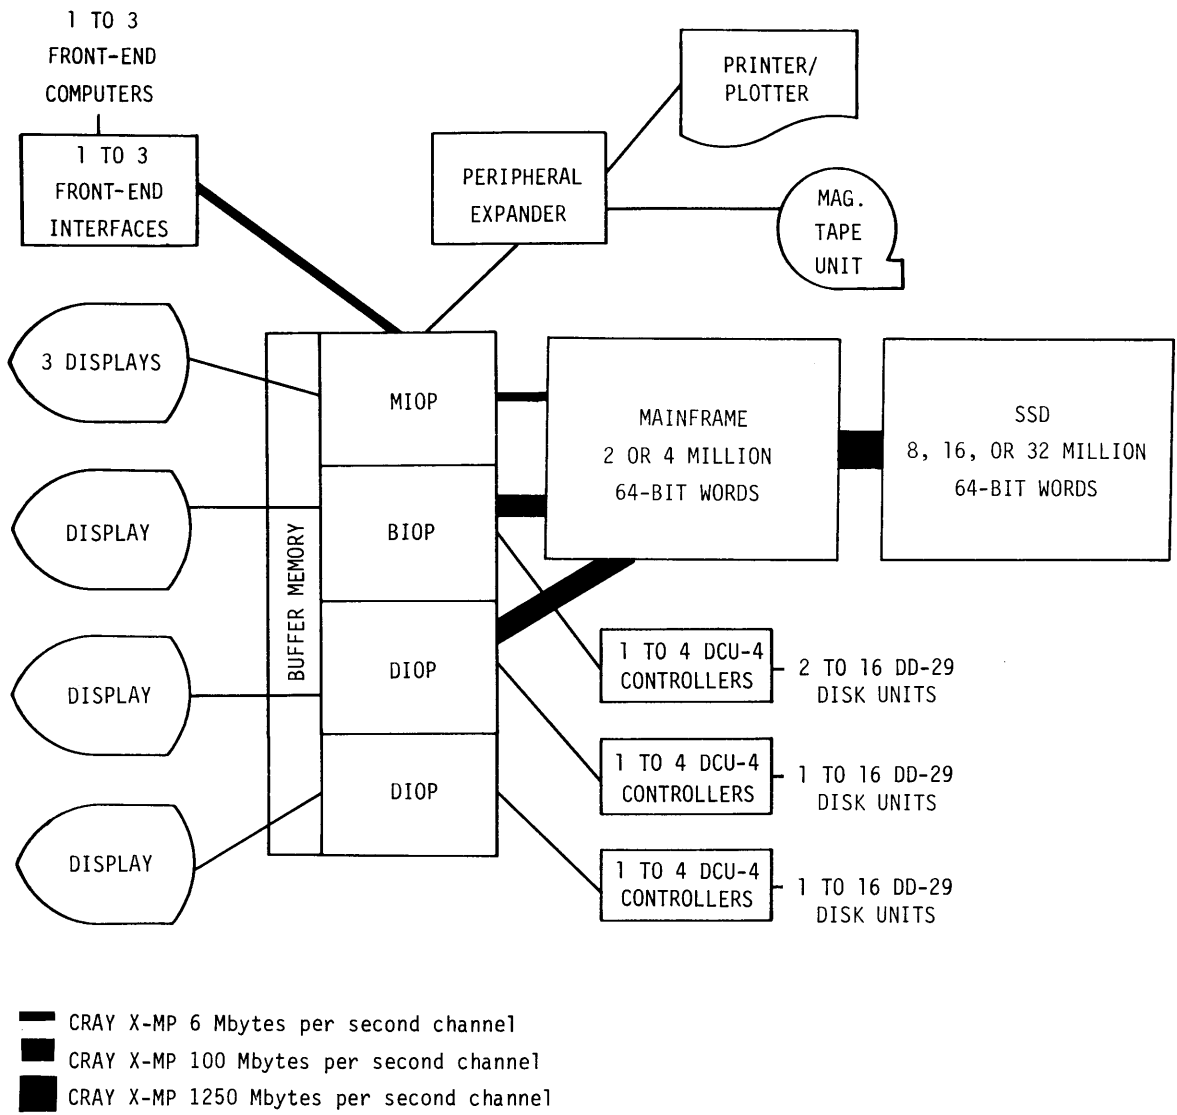 1 TO 3
FRONT-END
COMPUTERS
1 TO 3
FRONT-END
INTERFACES
PERIPHERAL
EXPANDER
PRINTER/
PLOTTER
MAG.
TAPE
UNIT
3 DISPLAYS
DISPLAY
DISPLAY
DISPLAY
BUFFER MEMORY
MIOP
BIOP
DIOP
DIOP
MAINFRAME
2 OR 4 MILLION
64-BIT WORDS
SSD
8, 16, OR 32 MILLION
64-BIT WORDS
1 TO 4 DCU-4
CONTROLLERS
2 TO 16 DD-29
DISK UNITS
1 TO 4 DCU-4
CONTROLLERS
1 TO 16 DD-29
DISK UNITS
1 TO 4 DCU-4
CONTROLLERS
1 TO 16 DD-29
DISK UNITS
CRAY X-MP 6 Mbytes per second channel
CRAY X-MP 100 Mbytes per second channel
CRAY X-MP 1250 Mbytes per second channel